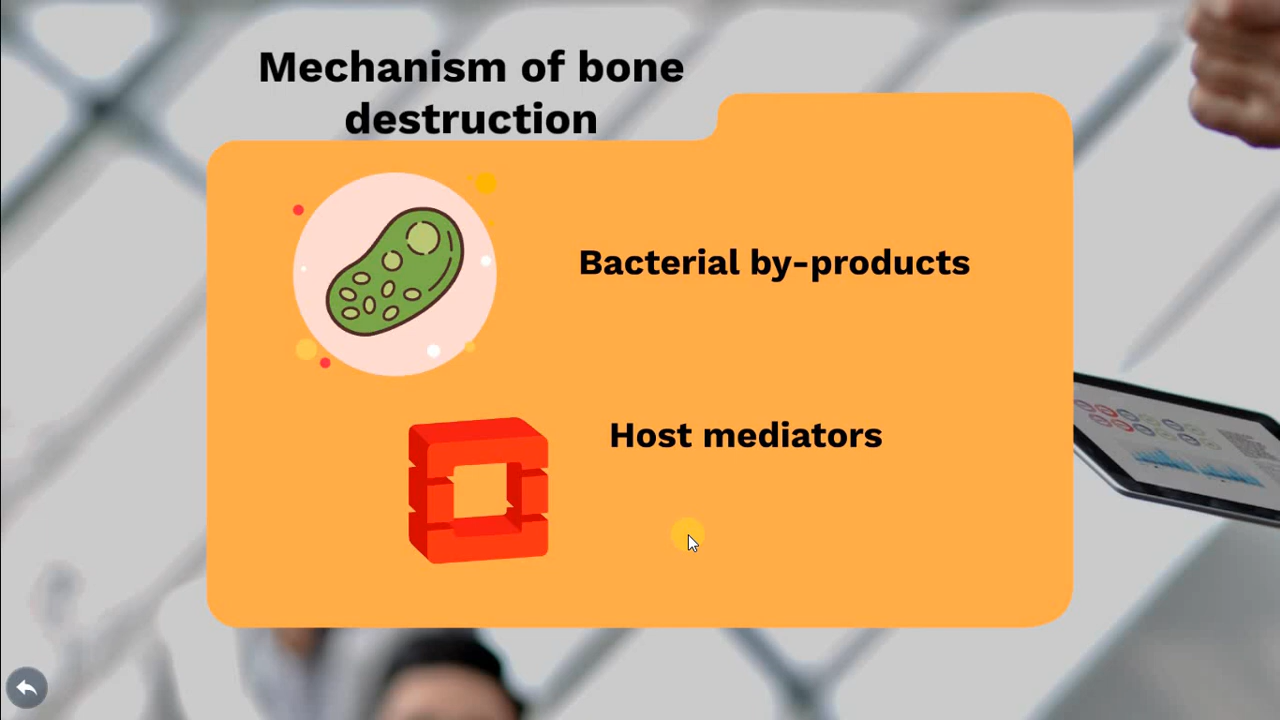 Mechanism of bone
destruction
Bacterial by-products
Host mediators